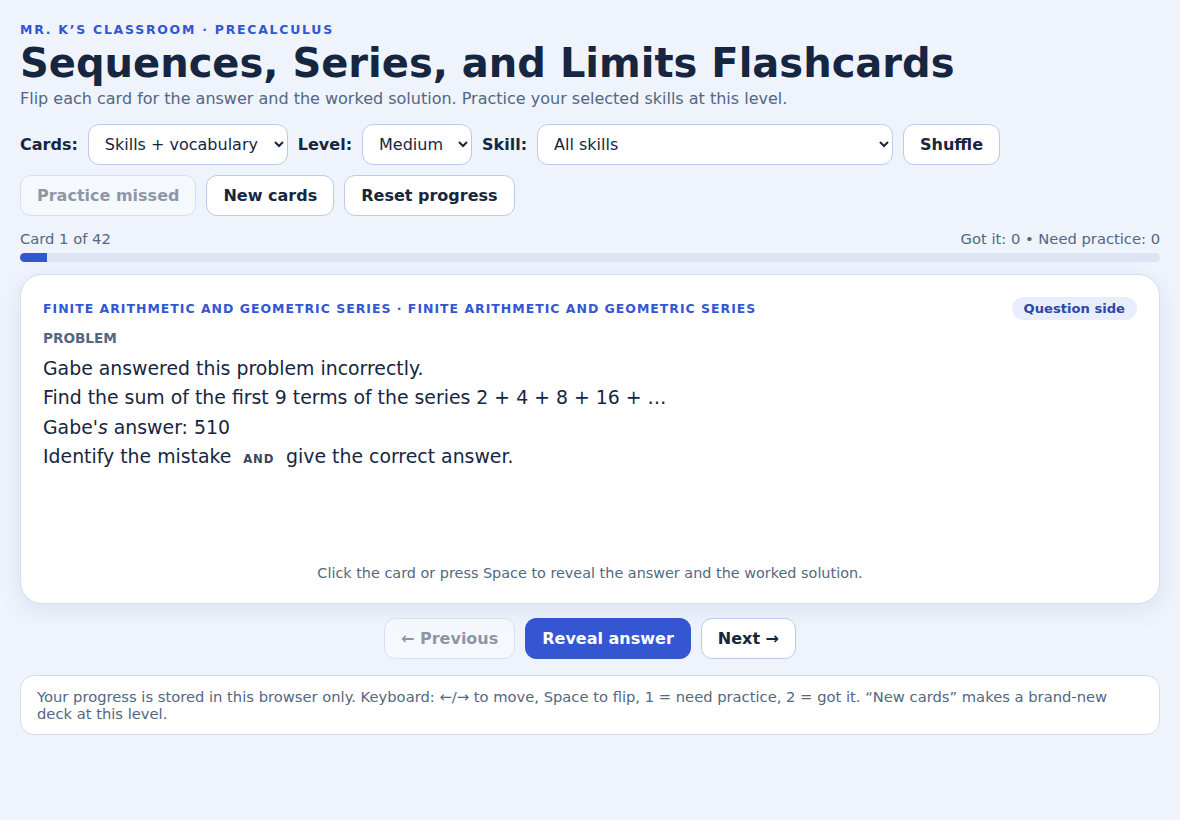 MR. K’S CLASSROOM · PRECALCULUS
Sequences, Series, and Limits Flashcards
Flip each card for the answer and the worked solution. Practice your selected skills at this level.
Cards: Skills + vocabulary Level: Medium Skill: All skills Shuffle
Practice missed New cards Reset progress
Card 1 of 42 Got it: 0 • Need practice: 0
FINITE ARITHMETIC AND GEOMETRIC SERIES · FINITE ARITHMETIC AND GEOMETRIC SERIES Question side
PROBLEM
Gabe answered this problem incorrectly.
Find the sum of the first 9 terms of the series 2 + 4 + 8 + 16 + …
Gabe's answer: 510
Identify the mistake AND give the correct answer.
Click the card or press Space to reveal the answer and the worked solution.
← Previous Reveal answer Next →
Your progress is stored in this browser only. Keyboard: ←/→ to move, Space to flip, 1 = need practice, 2 = got it. “New cards” makes a brand-new
deck at this level.